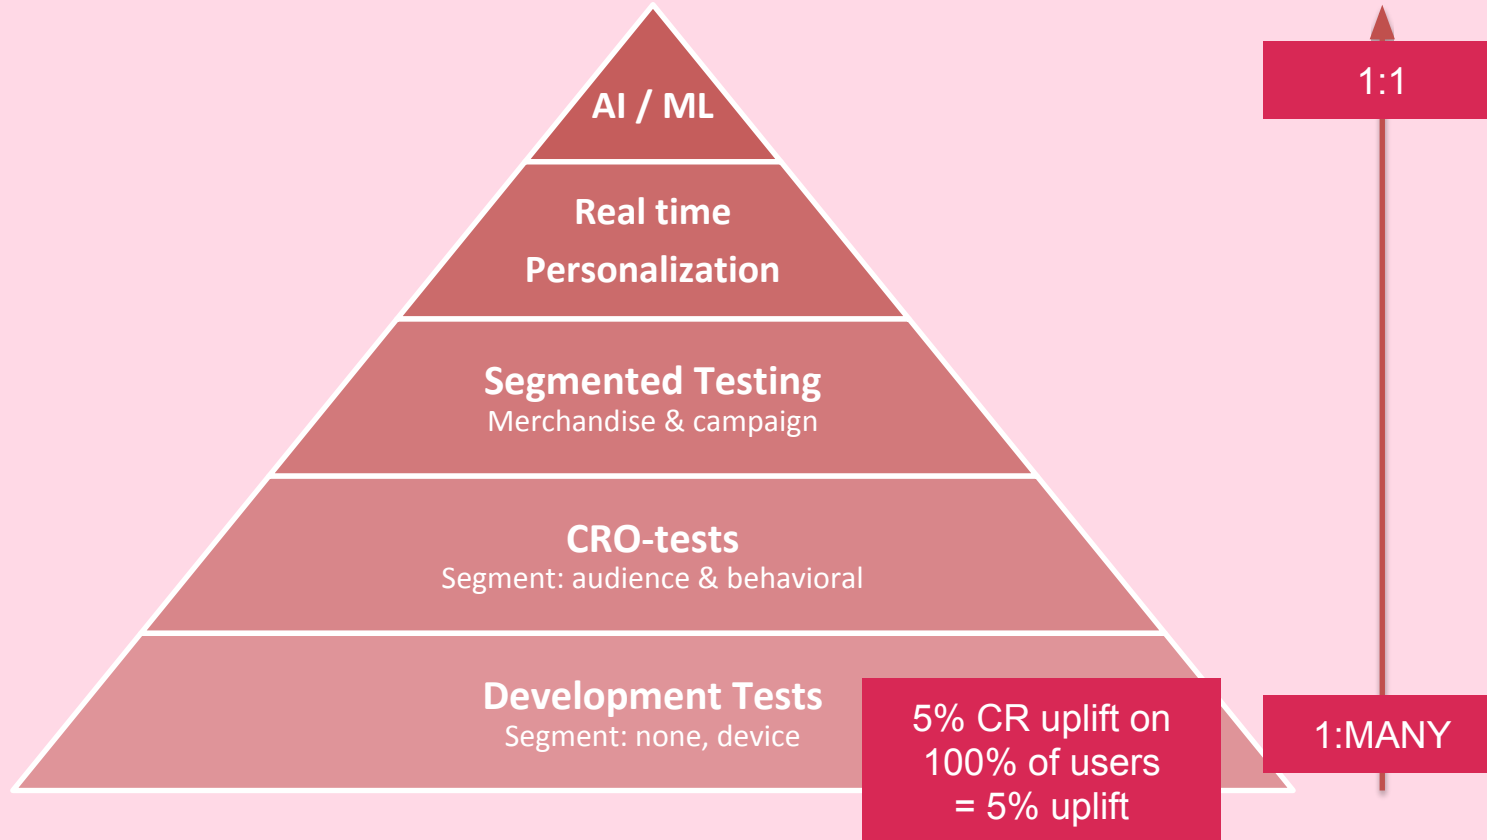 AI / ML
1:1
Real time
Personalization
Segmented Testing
Merchandise & campaign
CRO-tests
Segment: audience & behavioral
Development Tests
Segment: none, device
5% CR uplift on
100% of users
= 5% uplift
1:MANY